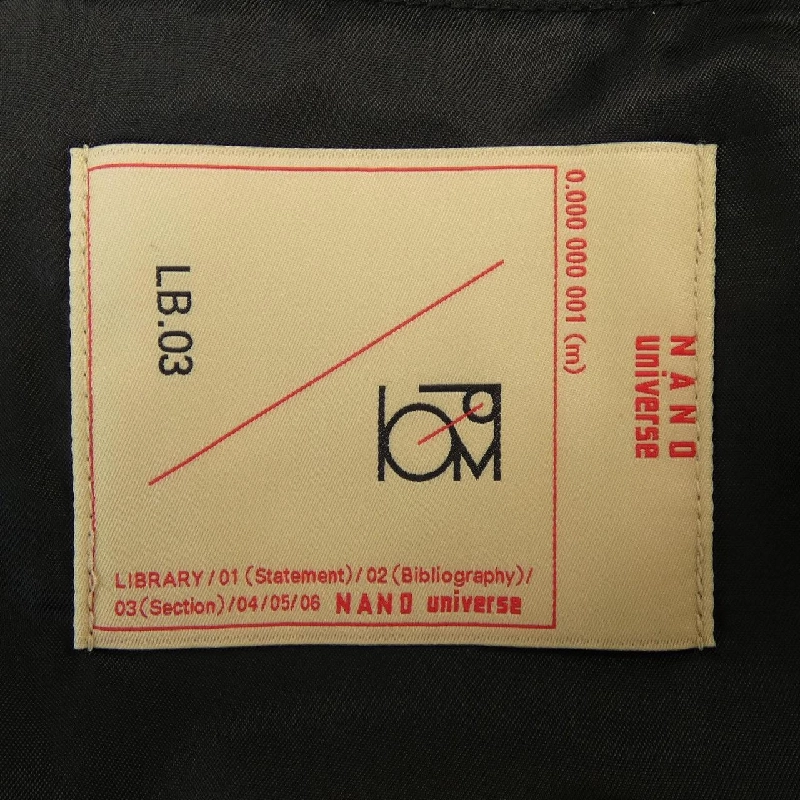 NANO
universe
0.000 000 001 (m)
LB.03
LIBRARY / 01 (Statement) / 02 (Bibliography) /
03 (Section) / 04 / 05 / 06 NANO universe